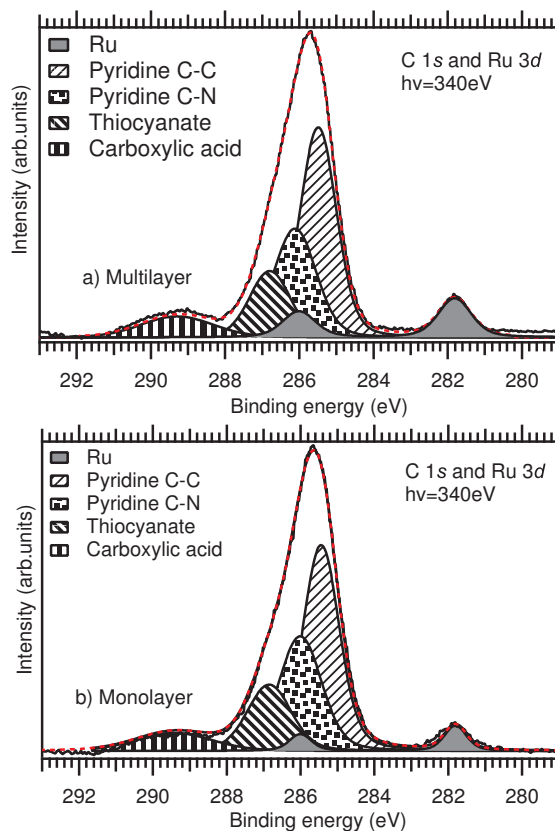 Ru
Pyridine C-C
Pyridine C-N
Thiocyanate
Carboxylic acid
C 1s and Ru 3d
hν=340eV
a) Multilayer
Intensity (arb.units)
292 290 288 286 284 282 280
Binding energy (eV)
Ru
Pyridine C-C
Pyridine C-N
Thiocyanate
Carboxylic acid
C 1s and Ru 3d
hν=340eV
b) Monolayer
Intensity (arb.units)
292 290 288 286 284 282 280
Binding energy (eV)